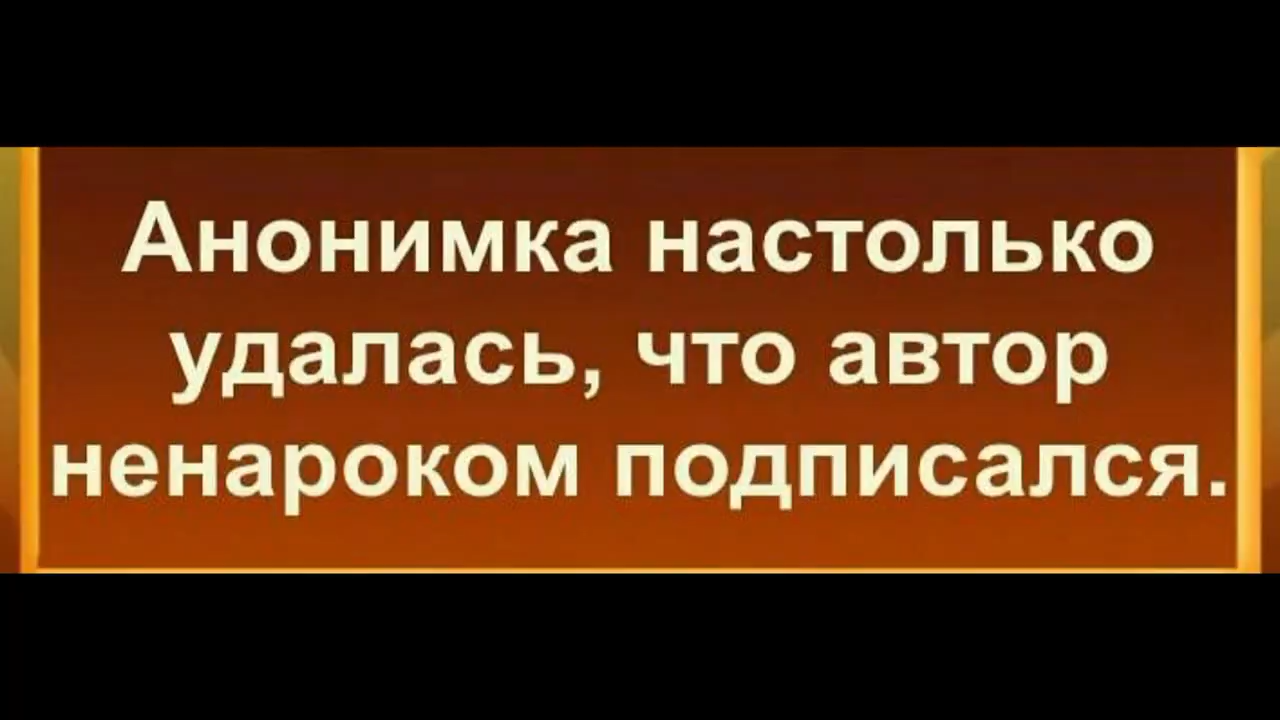 Анонимка настолько
удалась, что автор
ненароком подписался.